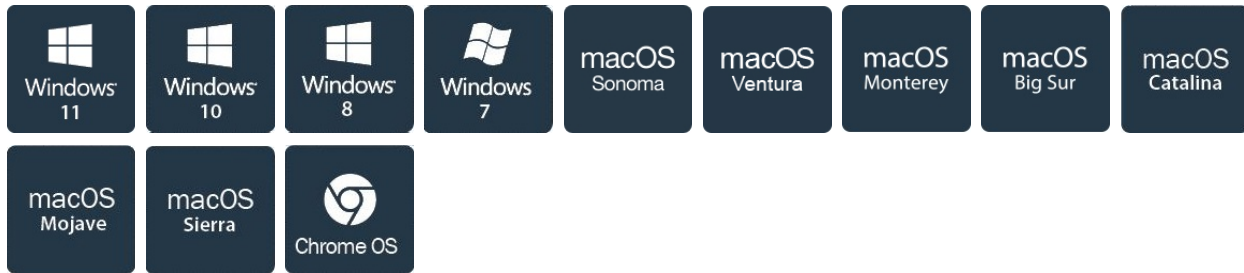 Windows
11
Windows
10
Windows
8
Windows
7
macOS
Sonoma
macOS
Ventura
macOS
Monterey
macOS
Big Sur
macOS
Catalina
macOS
Mojave
macOS
Sierra
Chrome OS